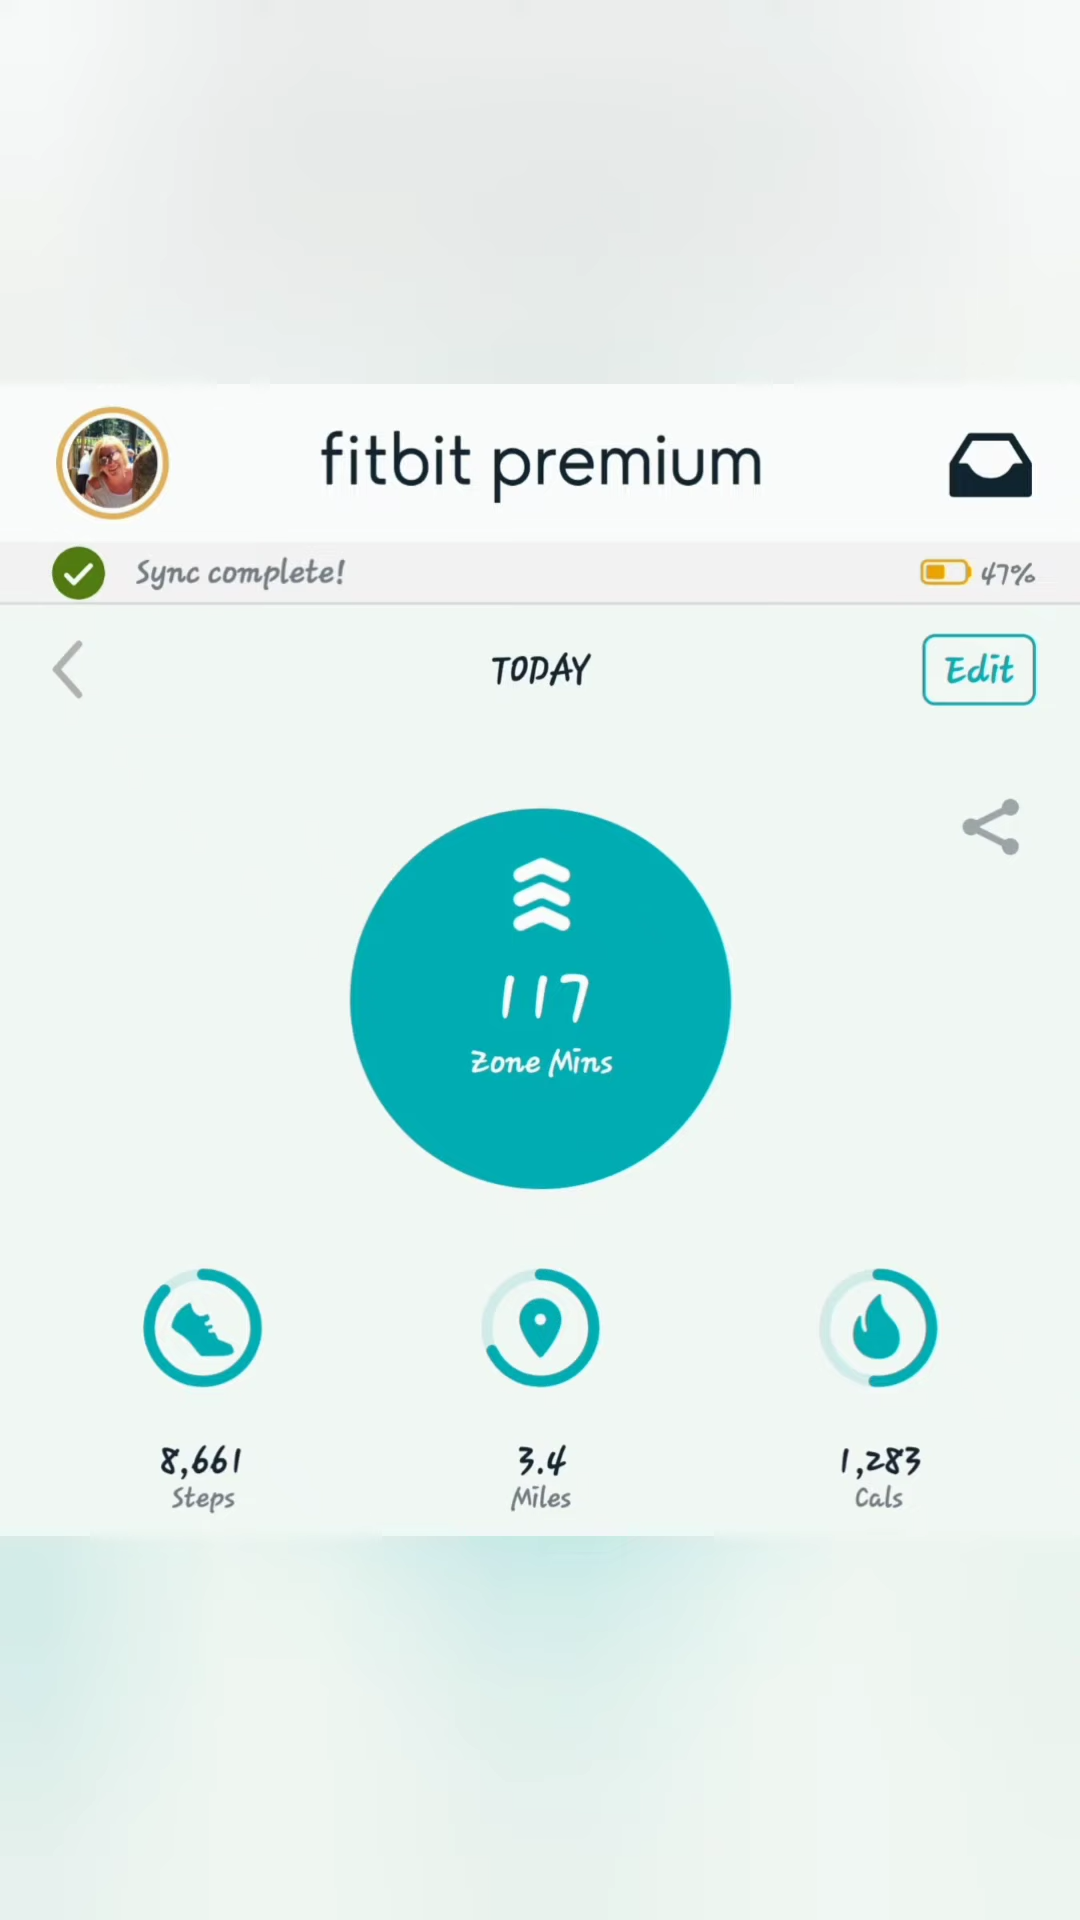 fitbit premium
Sync complete!
47%
TODAY
Edit
117
Zone Mins
8,661
Steps
3.4
Miles
1,283
Cals